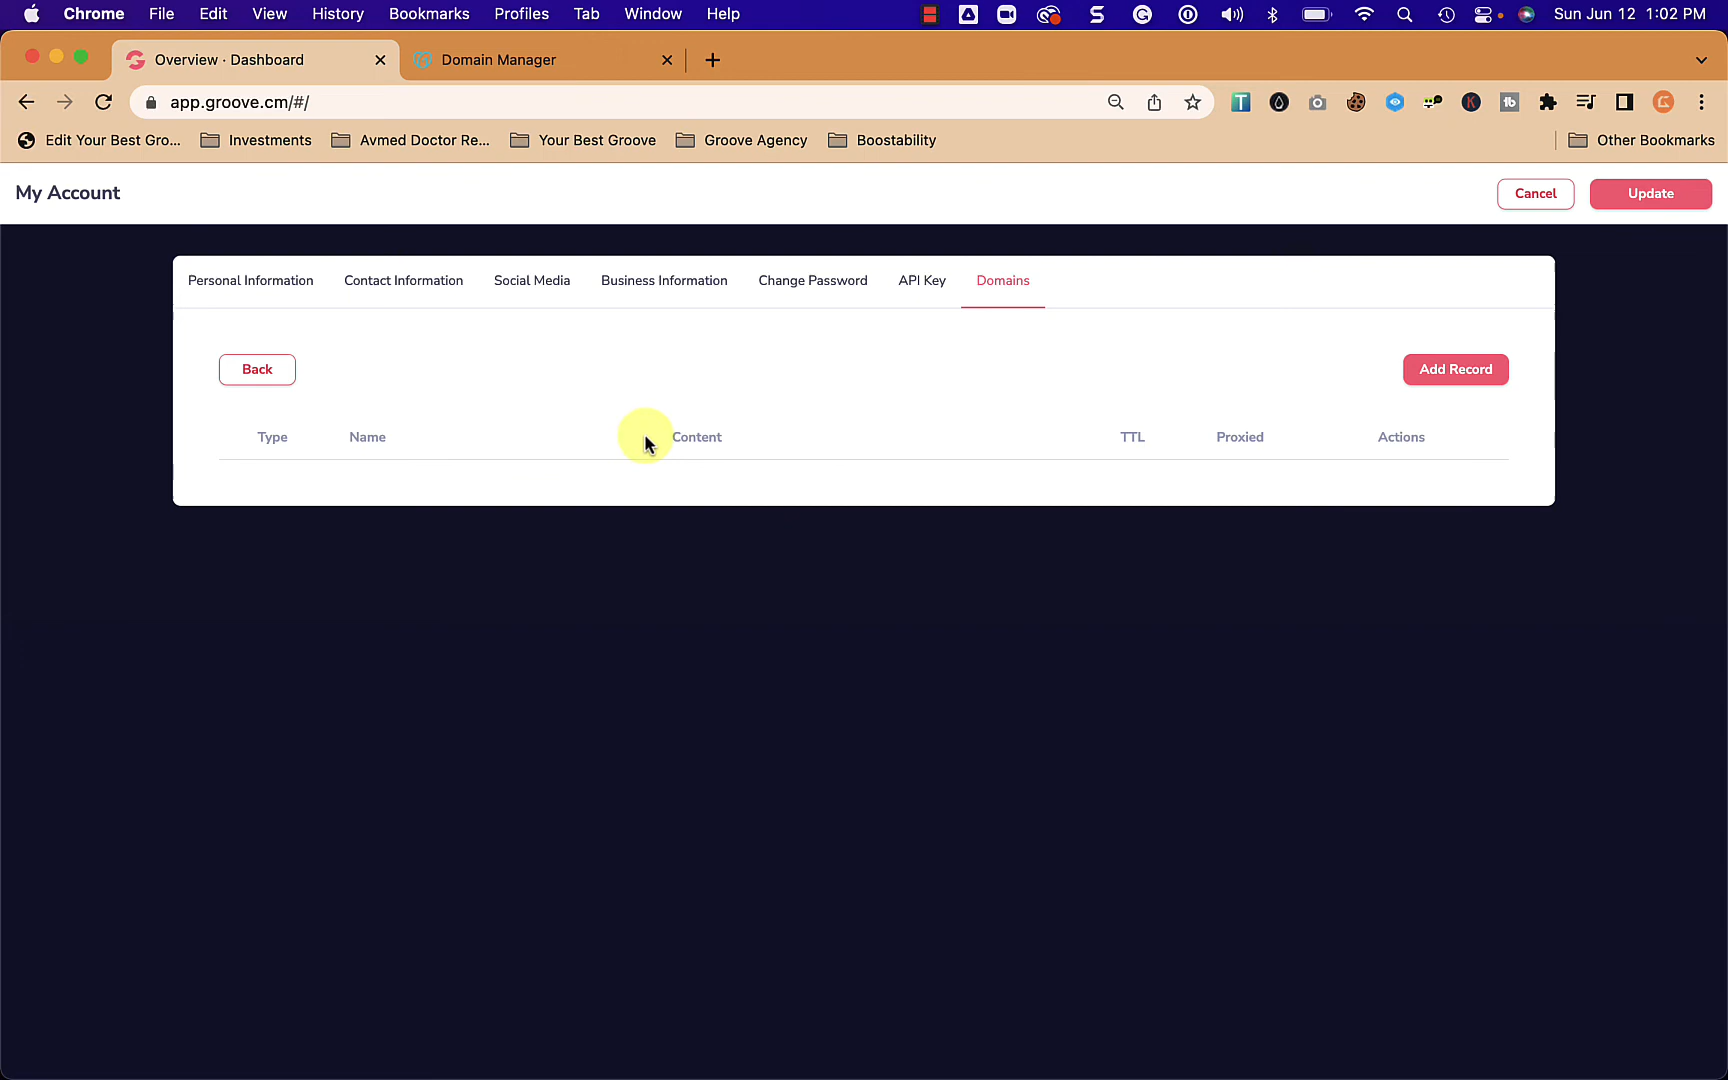 Chrome File Edit View History Bookmarks Profiles Tab Window Help Sun Jun 12 1:02 PM
Overview · Dashboard Domain Manager
app.groove.cm/#/
Edit Your Best Gro... Investments Avmed Doctor Re... Your Best Groove Groove Agency Boostability Other Bookmarks
My Account Cancel Update
Personal Information Contact Information Social Media Business Information Change Password API Key Domains
Back Add Record
Type Name Content TTL Proxied Actions